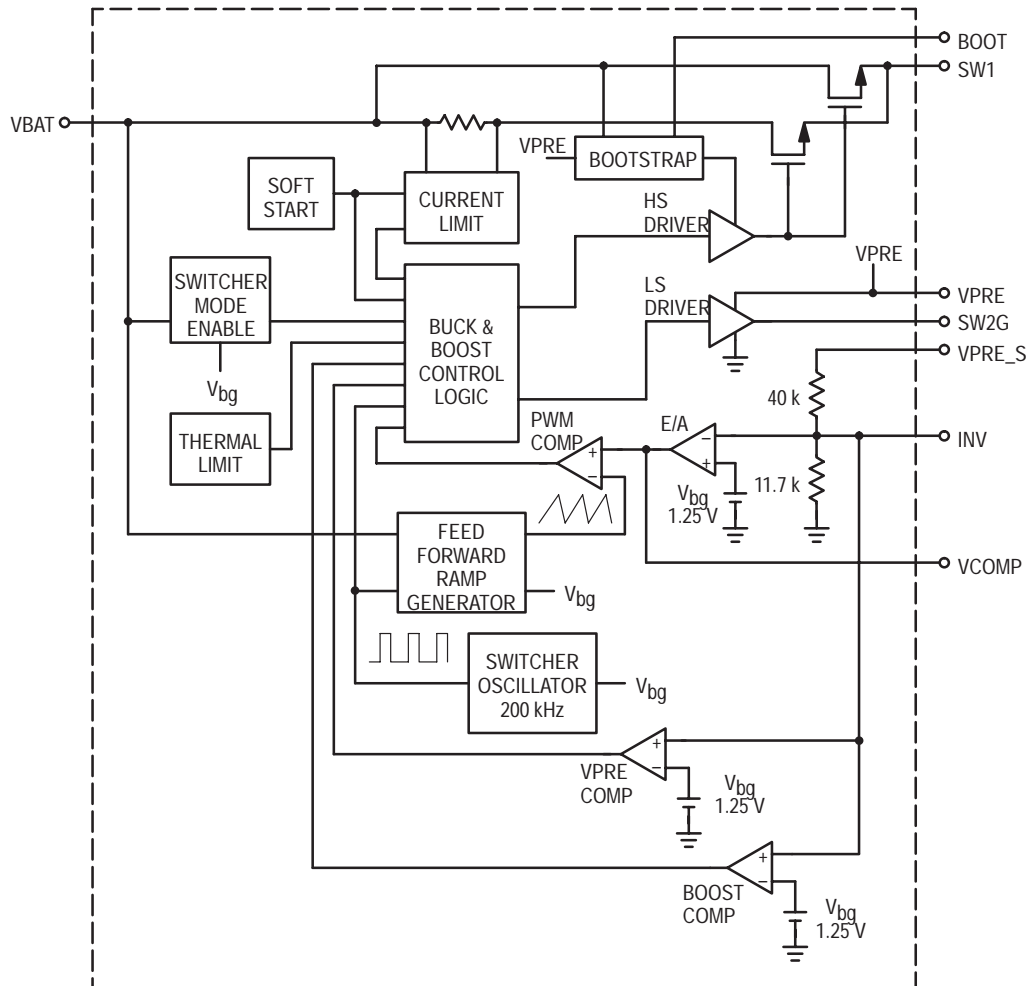 BOOT
SW1
VBAT
VPRE
BOOTSTRAP
SOFT
START
CURRENT
LIMIT
HS
DRIVER
VPRE
SWITCHER
MODE
ENABLE
LS
DRIVER
VPRE
SW2G
BUCK &
BOOST
CONTROL
LOGIC
VPRE_S
Vbg
40 k
THERMAL
LIMIT
PWM
COMP
E/A
INV
+
−
−
+
11.7 k
Vbg
1.25 V
FEED
FORWARD
RAMP
GENERATOR
VCOMP
Vbg
SWITCHER
OSCILLATOR
200 kHz
Vbg
+
−
VPRE
COMP
Vbg
1.25 V
+
−
BOOST
COMP
Vbg
1.25 V